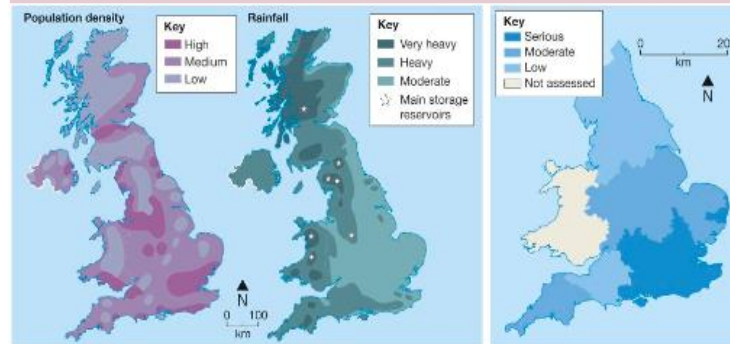 Population density
Key
High
Medium
Low
Rainfall
Key
Very heavy
Heavy
Moderate
Main storage
reservoirs
N
0 100
km
Key
Serious
Moderate
Low
Not assessed
0 20
km
N